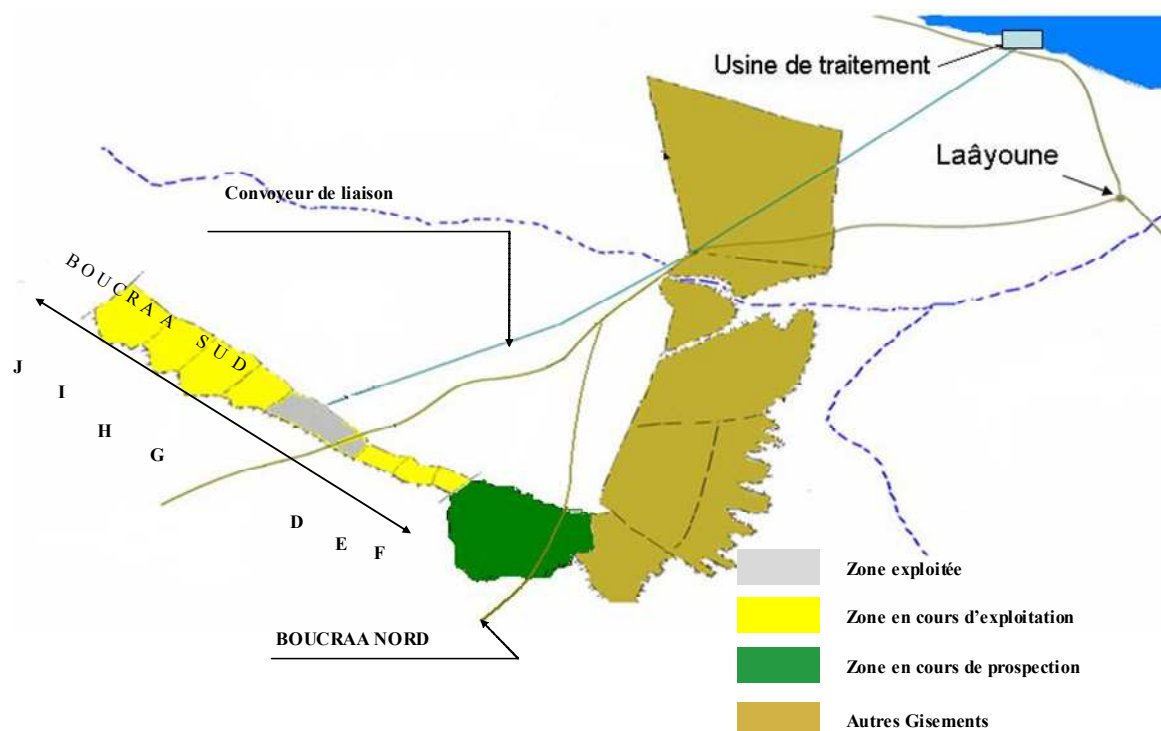 Usine de traitement
Laâyoune
Convoyeur de liaison
BOUCRAA SUD
J
I
H
G
D
E
F
BOUCRAA NORD
Zone exploitée
Zone en cours d'exploitation
Zone en cours de prospection
Autres Gisements